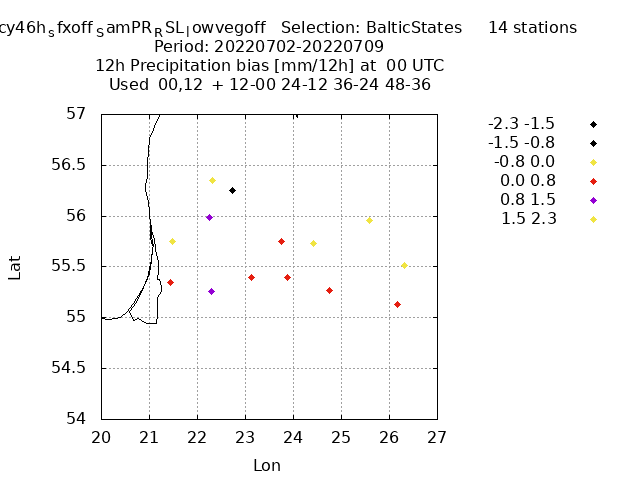 cy46h_sfxoff_samPR_RSL_lowvegoff   Selection: BalticStates     14 stations
Period: 20220702-20220709
12h Precipitation bias [mm/12h] at  00 UTC
Used  00,12  + 12-00 24-12 36-24 48-36
57
56.5
56
55.5
55
54.5
54
20 21 22 23 24 25 26 27
Lat
Lon
-2.3 -1.5
-1.5 -0.8
-0.8 0.0
0.0 0.8
0.8 1.5
1.5 2.3